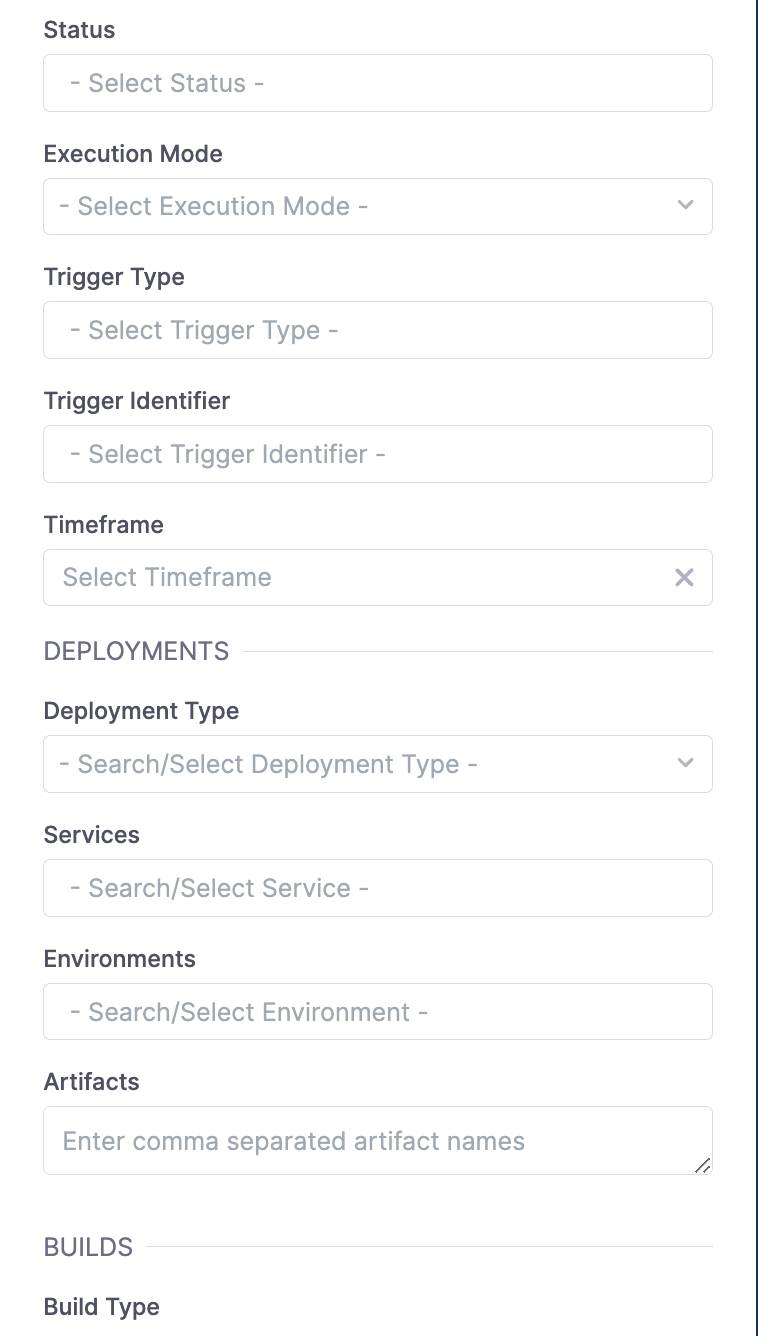 Status
- Select Status -
Execution Mode
- Select Execution Mode -
Trigger Type
- Select Trigger Type -
Trigger Identifier
- Select Trigger Identifier -
Timeframe
Select Timeframe
DEPLOYMENTS
Deployment Type
- Search/Select Deployment Type -
Services
- Search/Select Service -
Environments
- Search/Select Environment -
Artifacts
Enter comma separated artifact names
BUILDS
Build Type